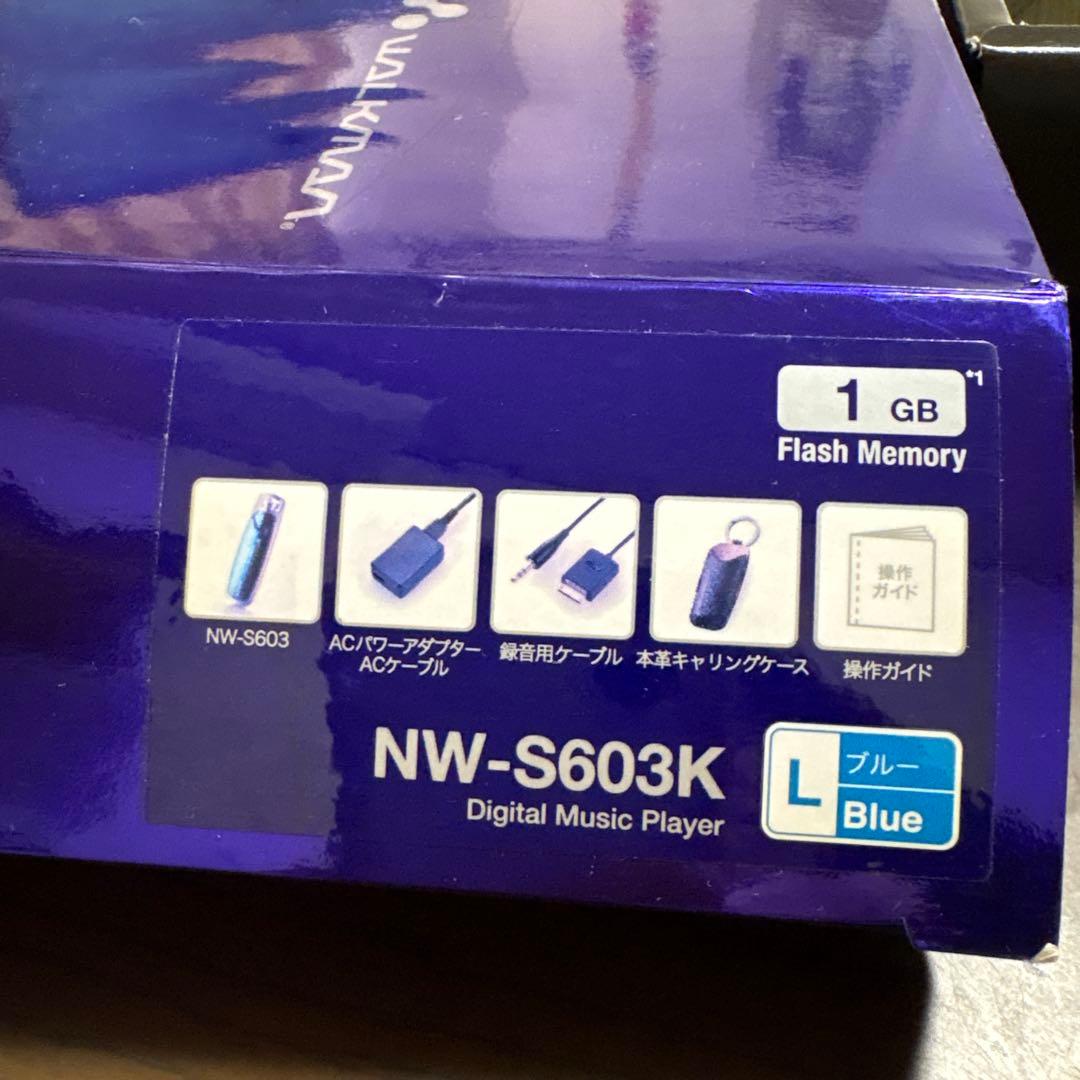 WALKMAN
1 GB *1
Flash Memory
操作
ガイド
NW-S603
ACパワーアダプター
ACケーブル
録音用ケーブル
本革キャリングケース
操作ガイド
NW-S603K
Digital Music Player
L
ブルー
Blue